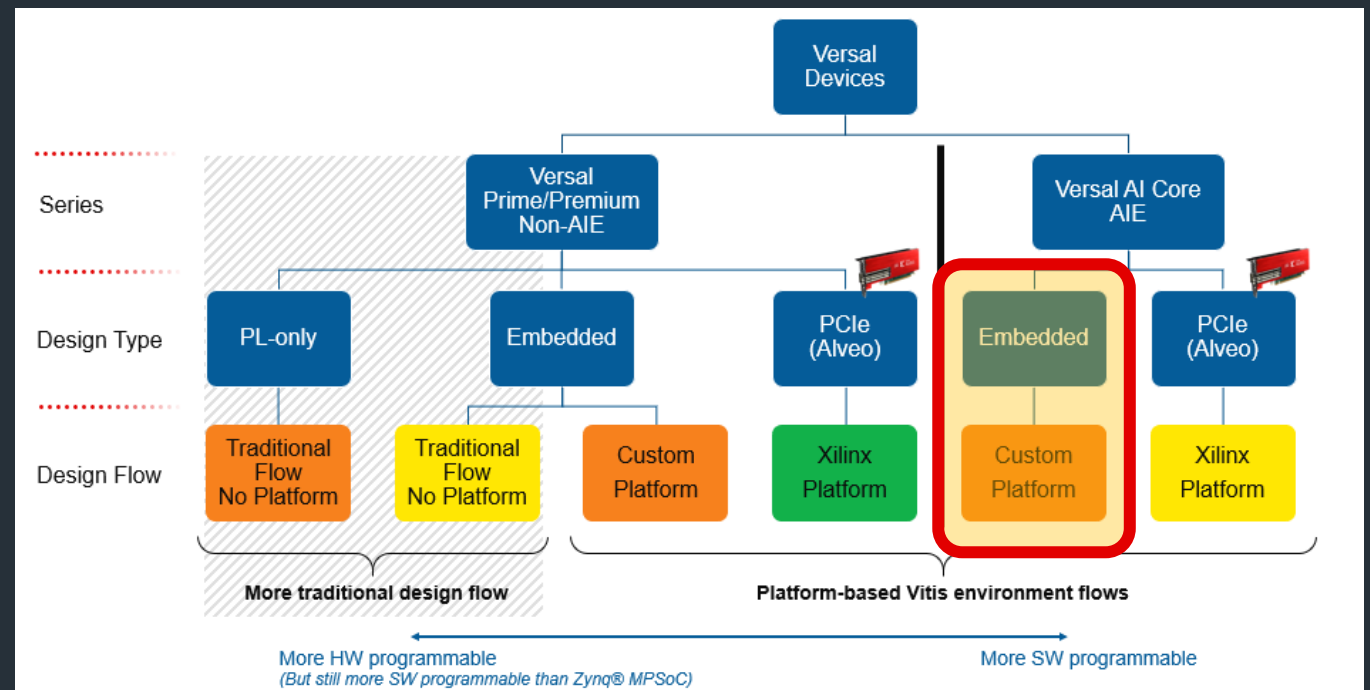 Versal
Devices
Series
Versal
Prime/Premium
Non-AIE
Versal AI Core
AIE
Design Type
PL-only
Embedded
PCIe
(Alveo)
Embedded
PCIe
(Alveo)
Design Flow
Traditional
Flow
No Platform
Traditional
Flow
No Platform
Custom
Platform
Xilinx
Platform
Custom
Platform
Xilinx
Platform
More traditional design flow
Platform-based Vitis environment flows
More HW programmable
(But still more SW programmable than Zynq® MPSoC)
More SW programmable